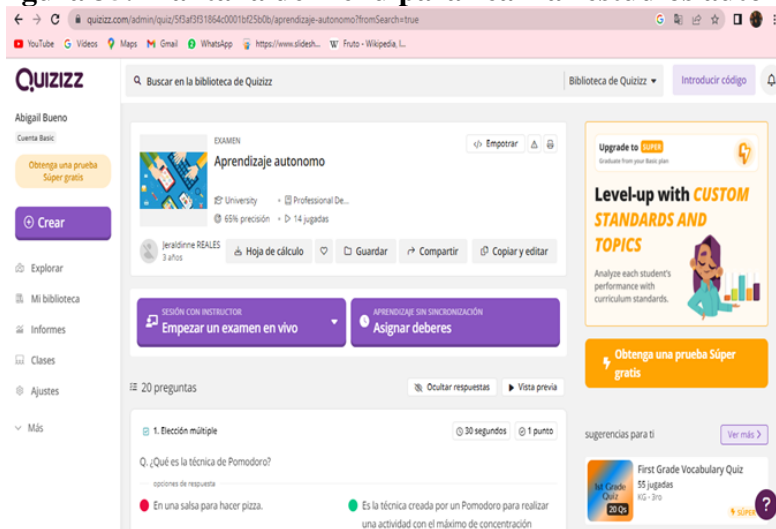 quizizz.com/admin/quiz/5f3af3f31864c0001bf25b0b/aprendizaje-autonomo?fromSearch=true
YouTube Videos Maps Gmail WhatsApp https://www.slidesh... Fruto - Wikipedia, l...
QUIZIZZ
Buscar en la biblioteca de Quizizz
Biblioteca de Quizizz
Introducir código
Abigail Bueno
Cuenta Basic
Obtenga una prueba
Súper gratis
Crear
Explorar
Mi biblioteca
Informes
Clases
Ajustes
Más
EXAMEN
Aprendizaje autonomo
</> Empotrar
University • Professional De...
65% precisión • 14 jugadas
Jeraldinne REALES
3 años
Hoja de cálculo
Guardar
Compartir
Copiar y editar
SESIÓN CON INSTRUCTOR
Empezar un examen en vivo
APRENDIZAJE SIN SINCRONIZACIÓN
Asignar deberes
20 preguntas
Ocultar respuestas
Vista previa
1. Elección múltiple
30 segundos
1 punto
Q. ¿Qué es la técnica de Pomodoro?
opciones de respuesta
En una salsa para hacer pizza.
Es la técnica creada por un Pomodoro para realizar
una actividad con el máximo de concentración
Upgrade to SUPER
Graduate from your Basic plan
Level-up with CUSTOM
STANDARDS AND
TOPICS
Analyze each student's
performance with
curriculum standards.
Obtenga una prueba Súper
gratis
sugerencias para ti
Ver más >
1st Grade
Quiz
20 Qs
First Grade Vocabulary Quiz
55 jugadas
KG - 3ro
SÚPER
?